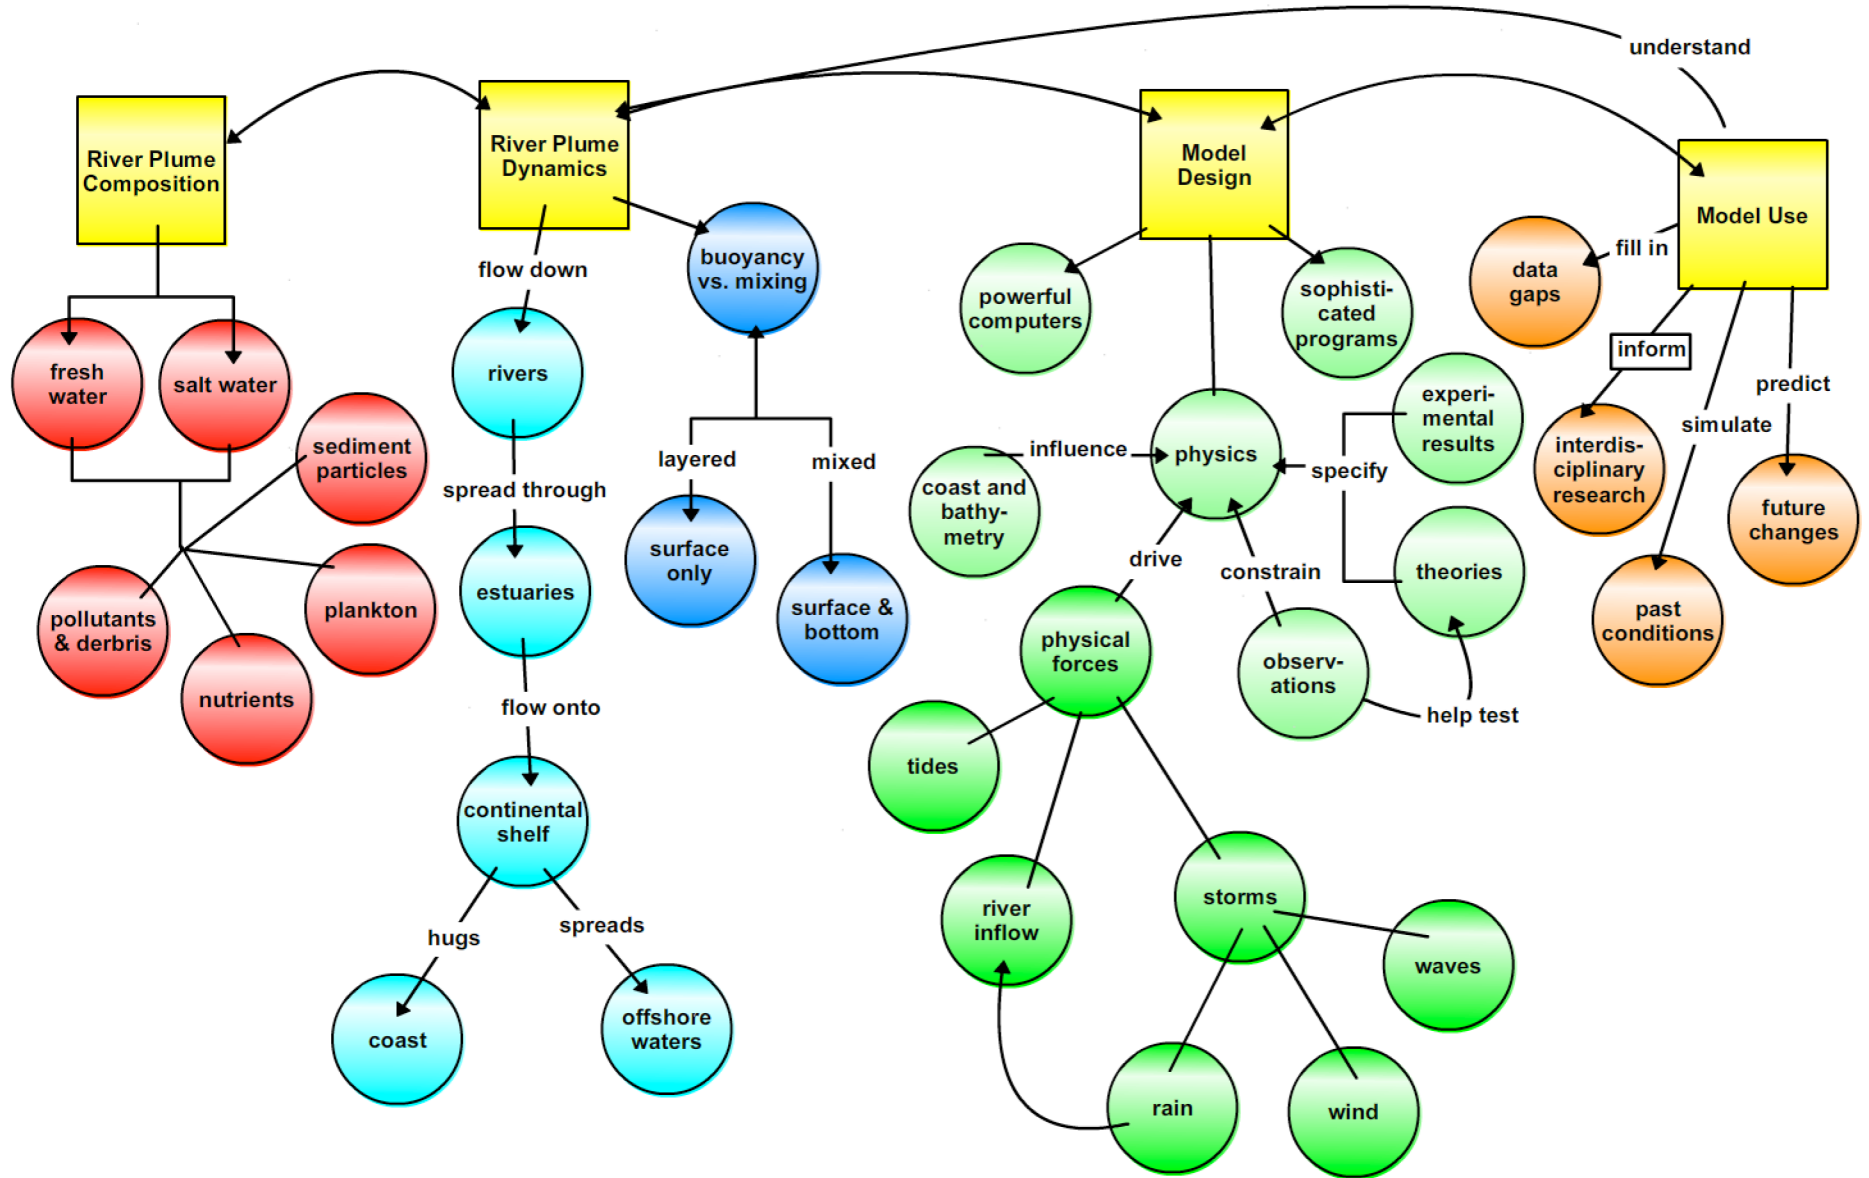 understand
River Plume
Composition
River Plume
Dynamics
Model
Design
Model Use
flow down
buoyancy
vs. mixing
powerful
computers
sophisti-
cated
programs
data
gaps
fill in
inform
fresh
water
salt water
rivers
sediment
particles
layered
mixed
influence
physics
experi-
mental
results
specify
simulate
predict
interdis-
ciplinary
research
future
changes
spread through
coast and
bathy-
metry
surface
only
drive
constrain
theories
estuaries
surface &
bottom
pollutants
& derbris
plankton
nutrients
physical
forces
observ-
ations
past
conditions
help test
flow onto
tides
continental
shelf
hugs
spreads
river
inflow
storms
waves
coast
offshore
waters
rain
wind